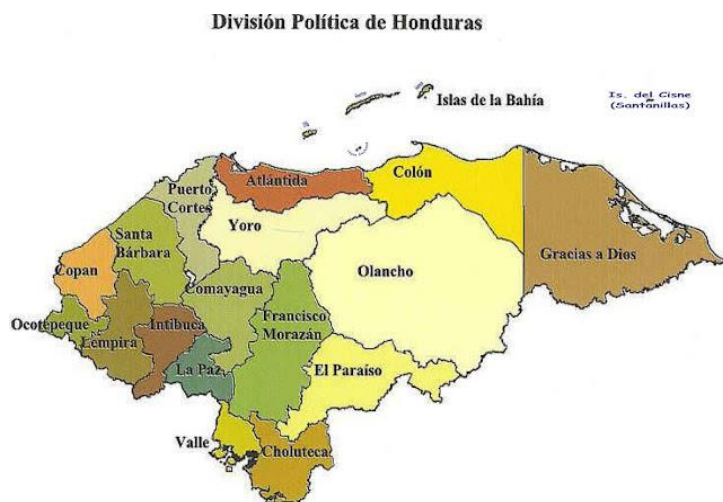 División Política de Honduras
Islas de la Bahía
Is. del Cisne
(Santanillas)
Puerto
Cortes
Atlántida
Colón
Yoro
Santa
Bárbara
Copan
Gracias a Dios
Olancho
Comayagua
Ocotepeque
Lempira
Intibuca
Francisco
Morazán
La Paz
El Paraíso
Valle
Choluteca